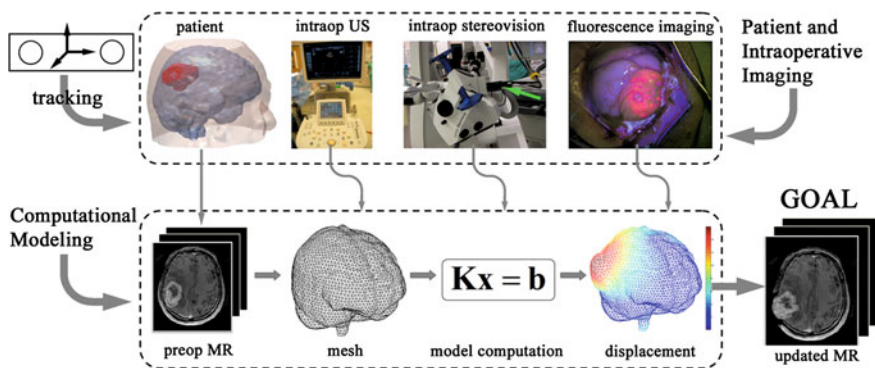 patient
intraop US
intraop stereovision
fluorescence imaging
Patient and
Intraoperative
Imaging
tracking
Computational
Modeling
GOAL
Kx = b
preop MR
mesh
model computation
displacement
updated MR